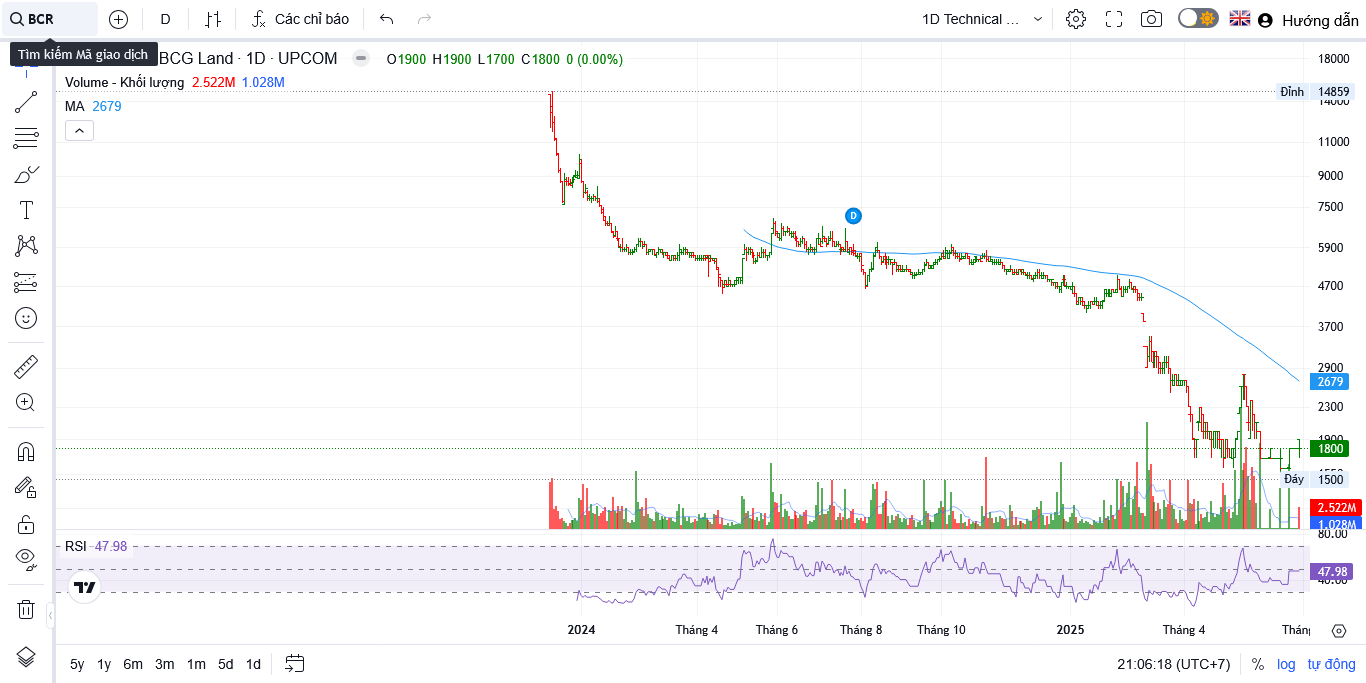 BCR
D
Các chỉ báo
1D Technical ...
Hướng dẫn
Tìm kiếm Mã giao dịch
BCG Land · 1D · UPCOM
O1900 H1900 L1700 C1800 0 (0.00%)
Volume - Khối lượng 2.522M 1.028M
MA 2679
18000
Đỉnh 14859
14000
11000
9000
7500
D
5900
4700
3700
2900
2679
2300
1900
1800
1550
Đáy 1500
2.522M
1.028M
80.00
RSI 47.98
47.98
40.00
2024
Tháng 4
Tháng 6
Tháng 8
Tháng 10
2025
Tháng 4
5y 1y 6m 3m 1m 5d 1d
21:06:18 (UTC+7)
%
log
tự động